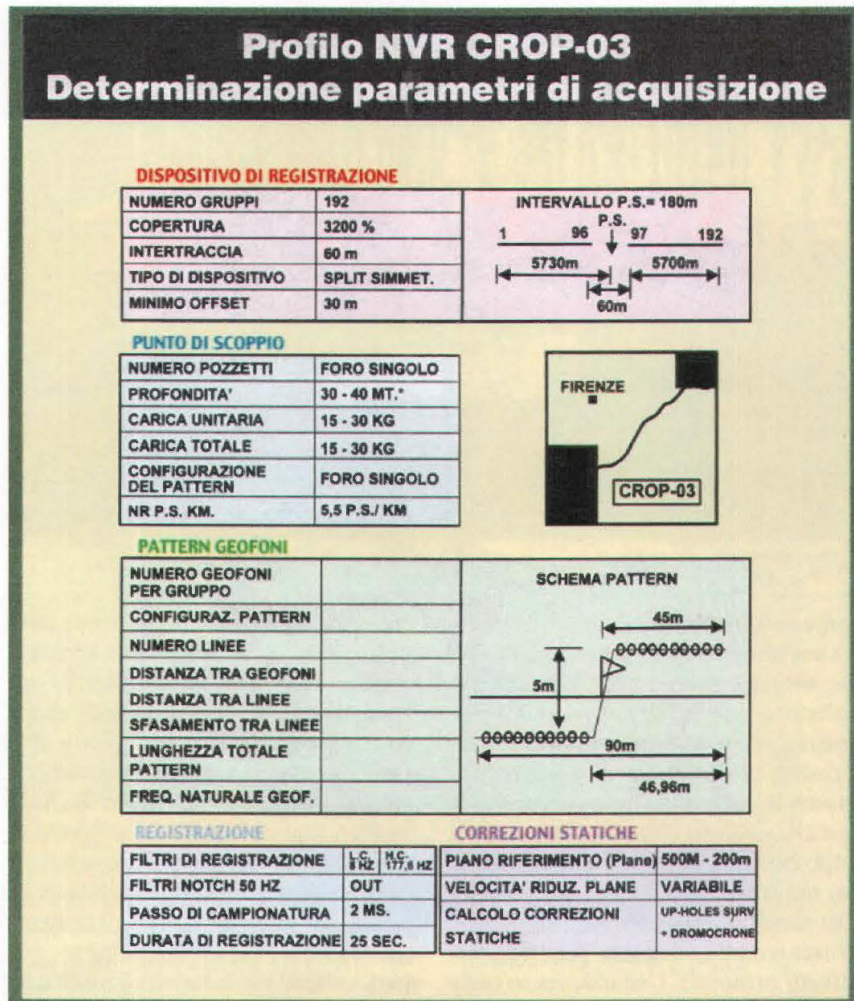 Profilo NVR CROP-03
Determinazione parametri di acquisizione
DISPOSITIVO DI REGISTRAZIONE
NUMERO GRUPPI 192
COPERTURA 3200 %
INTERTRACCIA 60 m
TIPO DI DISPOSITIVO SPLIT SIMMET.
MINIMO OFFSET 30 m
INTERVALLO P.S.= 180m
P.S.
1 96 97 192
5730m 5700m
60m
PUNTO DI SCOPPIO
NUMERO POZZETTI FORO SINGOLO
PROFONDITA' 30 - 40 MT.*
CARICA UNITARIA 15 - 30 KG
CARICA TOTALE 15 - 30 KG
CONFIGURAZIONE
DEL PATTERN FORO SINGOLO
NR P.S. KM. 5,5 P.S./ KM
FIRENZE
CROP-03
PATTERN GEOFONI
NUMERO GEOFONI
PER GRUPPO
CONFIGURAZ. PATTERN
NUMERO LINEE
DISTANZA TRA GEOFONI
DISTANZA TRA LINEE
SFASAMENTO TRA LINEE
LUNGHEZZA TOTALE
PATTERN
FREQ. NATURALE GEOF.
SCHEMA PATTERN
45m
5m
90m
46,96m
REGISTRAZIONE
FILTRI DI REGISTRAZIONE L.C. 8 HZ H.C. 177,6 HZ
FILTRI NOTCH 50 HZ OUT
PASSO DI CAMPIONATURA 2 MS.
DURATA DI REGISTRAZIONE 25 SEC.
CORREZIONI STATICHE
PIANO RIFERIMENTO (Plane) 500M - 200m
VELOCITA' RIDUZ. PLANE VARIABILE
CALCOLO CORREZIONI
STATICHE
UP-HOLES SURV
+ DROMOCRONE